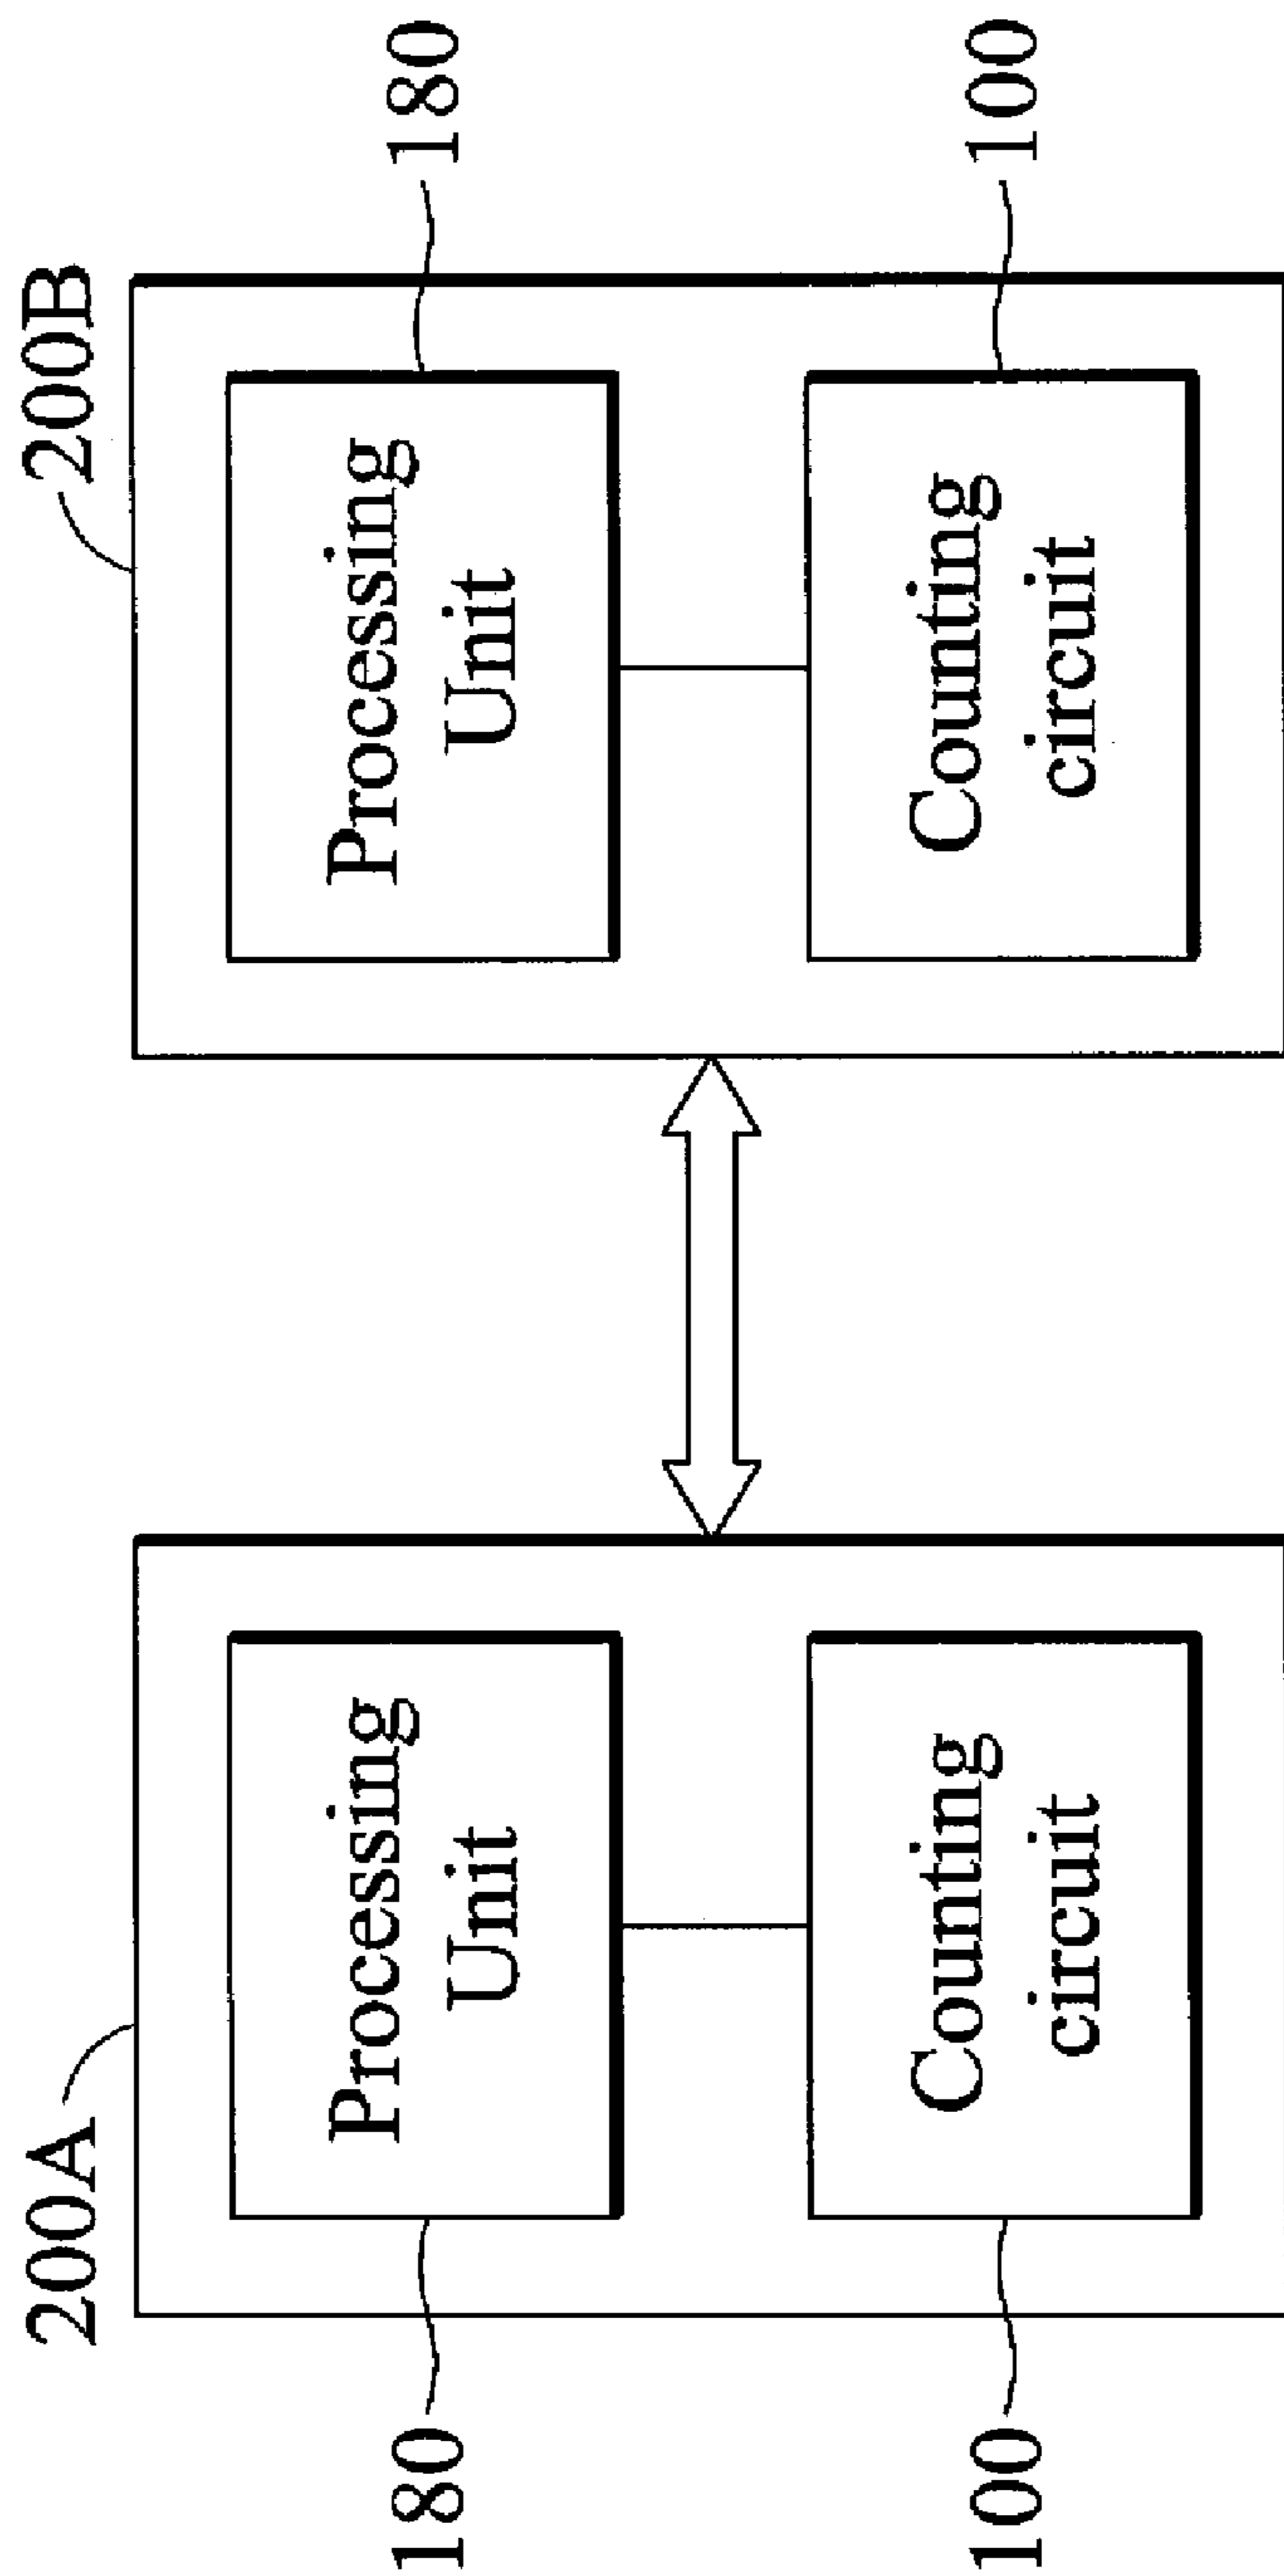 200A
200B
180
Processing
Unit
Processing
Unit
180
100
Counting
circuit
Counting
circuit
100